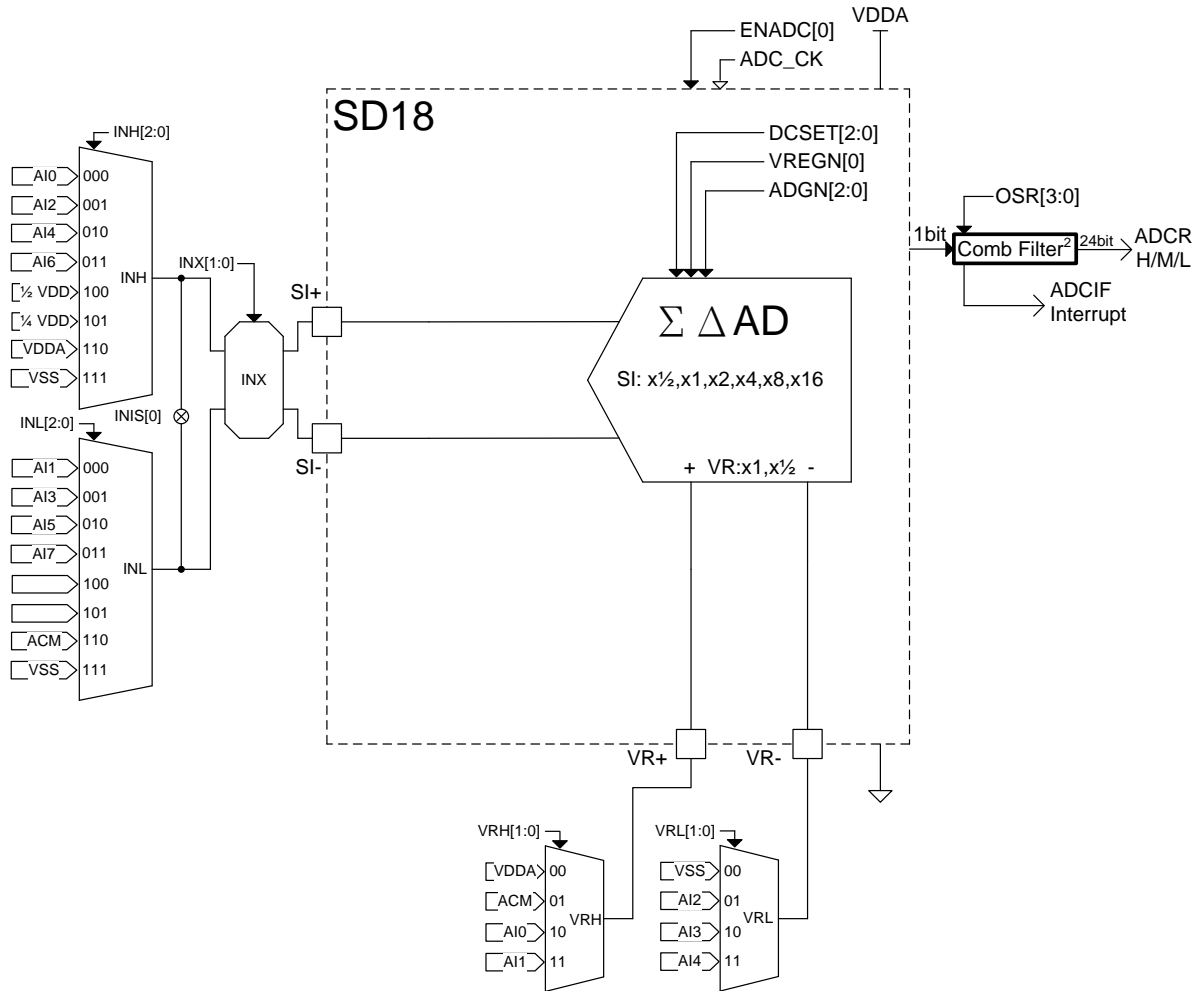 VDDA
ENADC[0]
ADC_CK
SD18
INH[2:0]
DCSET[2:0]
VREGN[0]
ADGN[2:0]
AI0 000
AI2 001
AI4 010
AI6 011
½ VDD 100
¼ VDD 101
VDDA 110
VSS 111
INH
OSR[3:0]
1bit
Comb Filter²
24bit
ADCR
H/M/L
ADCIF
Interrupt
INX[1:0]
SI+
INX
SI-
Σ Δ AD
SI: x½,x1,x2,x4,x8,x16
+ VR:x1,x½ -
INIS[0]
INL[2:0]
AI1 000
AI3 001
AI5 010
AI7 011
100
101
ACM 110
VSS 111
INL
VR+
VR-
VRH[1:0]
VDDA 00
ACM 01
AI0 10
AI1 11
VRH
VRL[1:0]
VSS 00
AI2 01
AI3 10
AI4 11
VRL